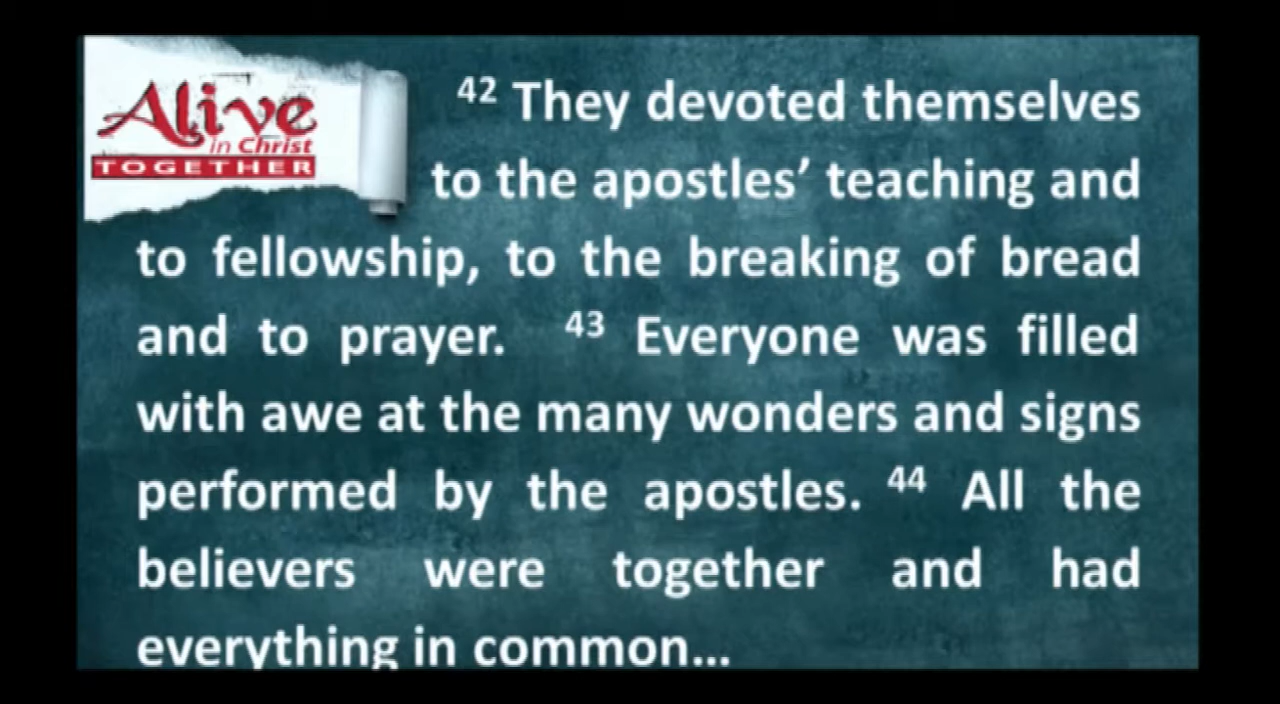 Alive
in Christ
TOGETHER
42 They devoted themselves
to the apostles’ teaching and
to fellowship, to the breaking of bread
and to prayer. 43 Everyone was filled
with awe at the many wonders and signs
performed by the apostles. 44 All the
believers were together and had
everything in common...